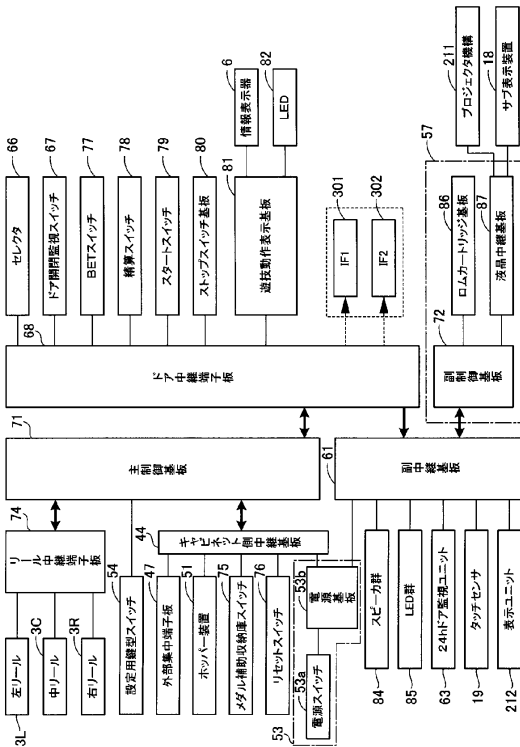 3L
左リール
3C
中リール
3R
右リール
74
リール中継端子板
71
主制御基板
54
設定用鍵型スイッチ
44
キャビネット側中継基板
47
外部集中端子板
51
ホッパー装置
75
メダル補助収納庫スイッチ
76
リセットスイッチ
53
53a
電源スイッチ
53b
電源基板
68
ドア中継端子板
セレクタ
66
ドア開閉監視スイッチ
67
BETスイッチ
77
精算スイッチ
78
スタートスイッチ
79
ストップスイッチ基板
80
遊技動作表示基板
81
情報表示器
6
LED
82
IF1
301
IF2
302
61
副中継基板
84
スピーカ群
85
LED群
63
24hドア監視ユニット
19
タッチセンサ
212
表示ユニット
57
72
副制御基板
ロムカートリッジ基板
86
液晶中継基板
87
プロジェクタ機構
211
サブ表示装置
18